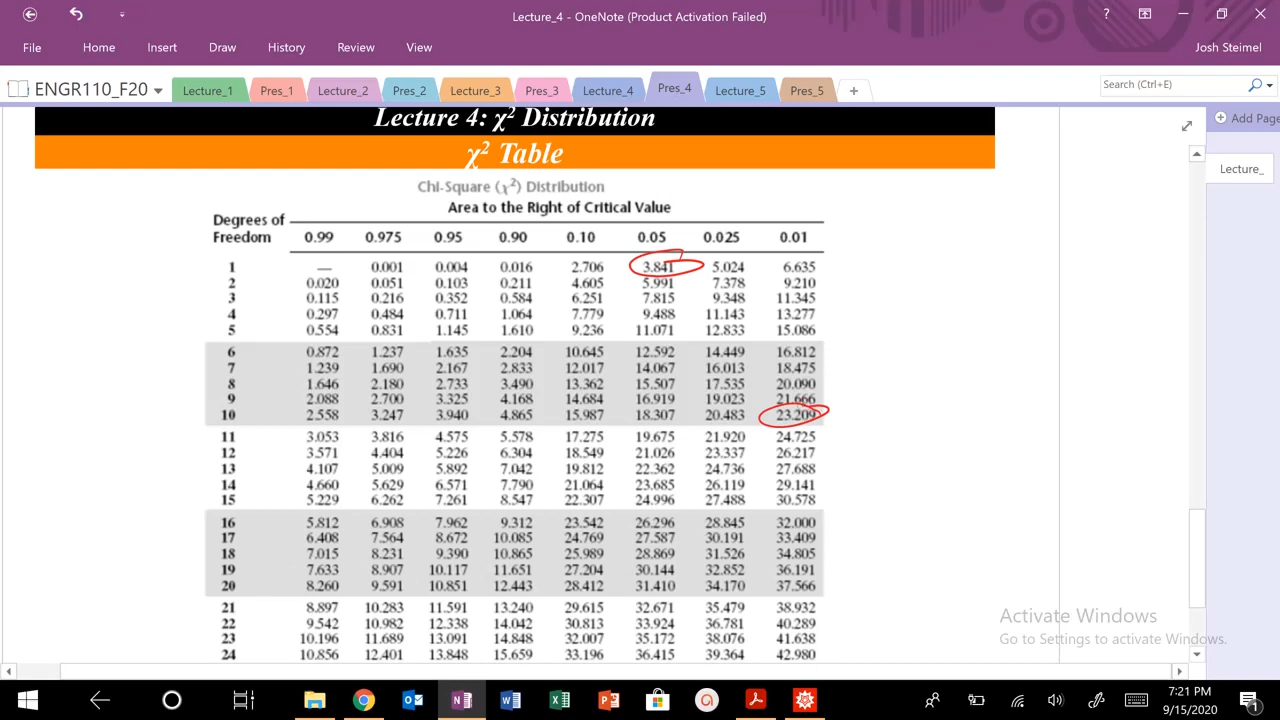 Lecture_4 - OneNote (Product Activation Failed)
?
File Home Insert Draw History Review View Josh Steimel
ENGR110_F20 Lecture_1 Pres_1 Lecture_2 Pres_2 Lecture_3 Pres_3 Lecture_4 Pres_4 Lecture_5 Pres_5 + Search (Ctrl+E)
Lecture 4: χ² Distribution
Add Page
χ² Table
Lecture_
Chi-Square (χ²) Distribution
Area to the Right of Critical Value
Degrees of
Freedom 0.99 0.975 0.95 0.90 0.10 0.05 0.025 0.01
1 — 0.001 0.004 0.016 2.706 3.841 5.024 6.635
2 0.020 0.051 0.103 0.211 4.605 5.991 7.378 9.210
3 0.115 0.216 0.352 0.584 6.251 7.815 9.348 11.345
4 0.297 0.484 0.711 1.064 7.779 9.488 11.143 13.277
5 0.554 0.831 1.145 1.610 9.236 11.071 12.833 15.086
6 0.872 1.237 1.635 2.204 10.645 12.592 14.449 16.812
7 1.239 1.690 2.167 2.833 12.017 14.067 16.013 18.475
8 1.646 2.180 2.733 3.490 13.362 15.507 17.535 20.090
9 2.088 2.700 3.325 4.168 14.684 16.919 19.023 21.666
10 2.558 3.247 3.940 4.865 15.987 18.307 20.483 23.209
11 3.053 3.816 4.575 5.578 17.275 19.675 21.920 24.725
12 3.571 4.404 5.226 6.304 18.549 21.026 23.337 26.217
13 4.107 5.009 5.892 7.042 19.812 22.362 24.736 27.688
14 4.660 5.629 6.571 7.790 21.064 23.685 26.119 29.141
15 5.229 6.262 7.261 8.547 22.307 24.996 27.488 30.578
16 5.812 6.908 7.962 9.312 23.542 26.296 28.845 32.000
17 6.408 7.564 8.672 10.085 24.769 27.587 30.191 33.409
18 7.015 8.231 9.390 10.865 25.989 28.869 31.526 34.805
19 7.633 8.907 10.117 11.651 27.204 30.144 32.852 36.191
20 8.260 9.591 10.851 12.443 28.412 31.410 34.170 37.566
21 8.897 10.283 11.591 13.240 29.615 32.671 35.479 38.932
22 9.542 10.982 12.338 14.042 30.813 33.924 36.781 40.289
23 10.196 11.689 13.091 14.848 32.007 35.172 38.076 41.638
24 10.856 12.401 13.848 15.659 33.196 36.415 39.364 42.980
Activate Windows
Go to Settings to activate Windows.
7:21 PM
9/15/2020
1